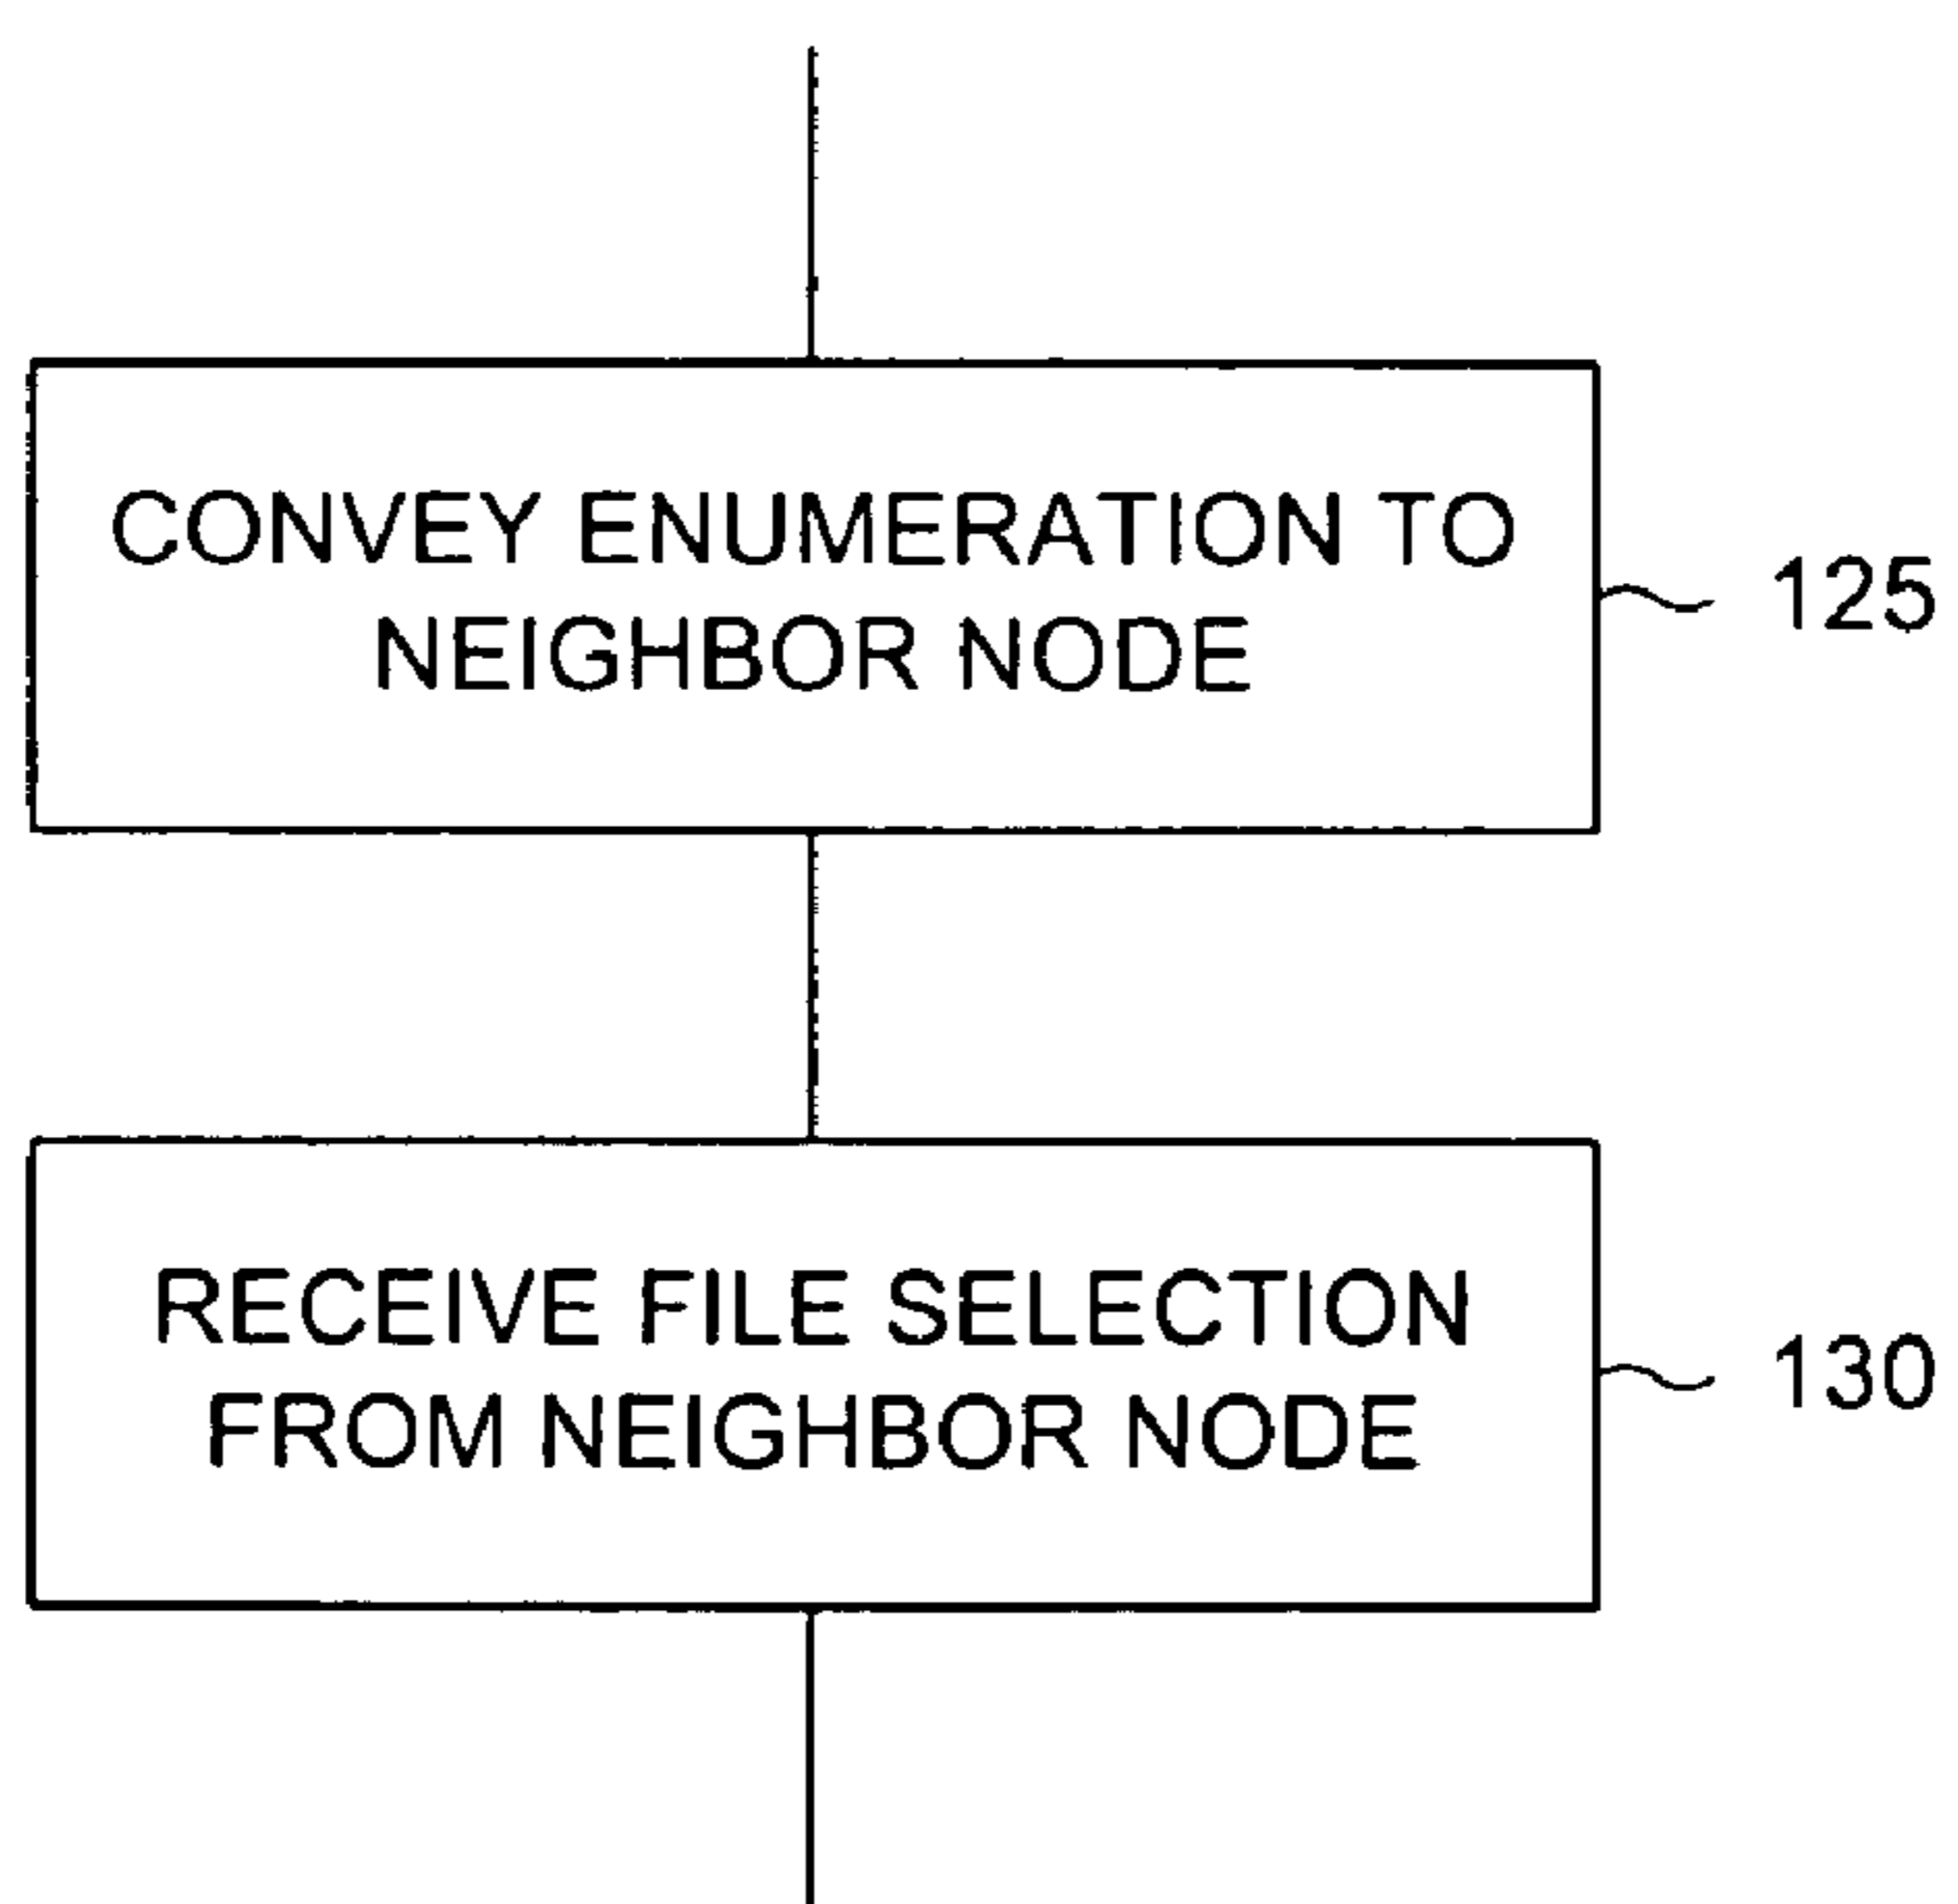 CONVEY ENUMERATION TO
NEIGHBOR NODE
125
RECEIVE FILE SELECTION
FROM NEIGHBOR NODE
130